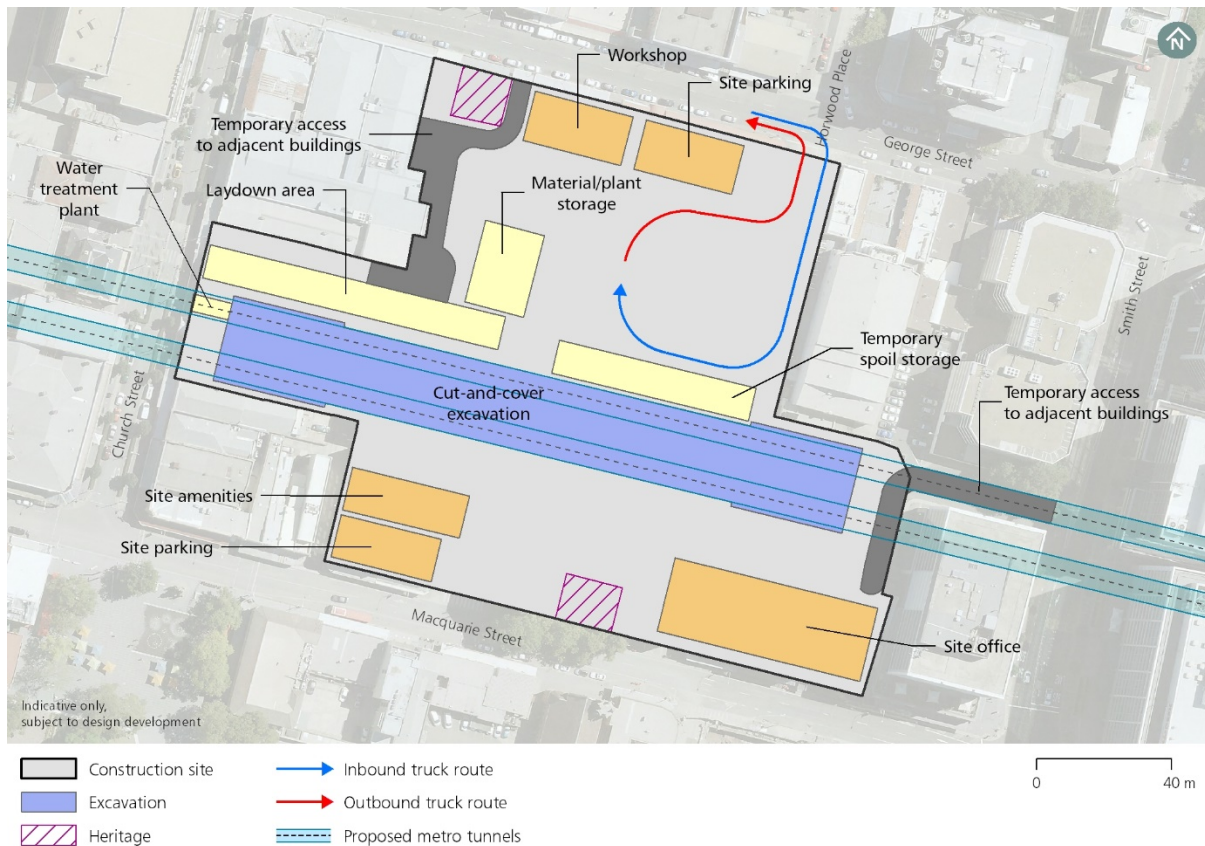 N
Workshop
Site parking
Horwood Place
George Street
Temporary access
to adjacent buildings
Water
treatment
plant
Laydown area
Material/plant
storage
Smith Street
Temporary
spoil storage
Cut-and-cover
excavation
Temporary access
to adjacent buildings
Church Street
Site amenities
Site parking
Macquarie Street
Site office
Indicative only,
subject to design development
Construction site
Inbound truck route
0 40 m
Excavation
Outbound truck route
Heritage
Proposed metro tunnels